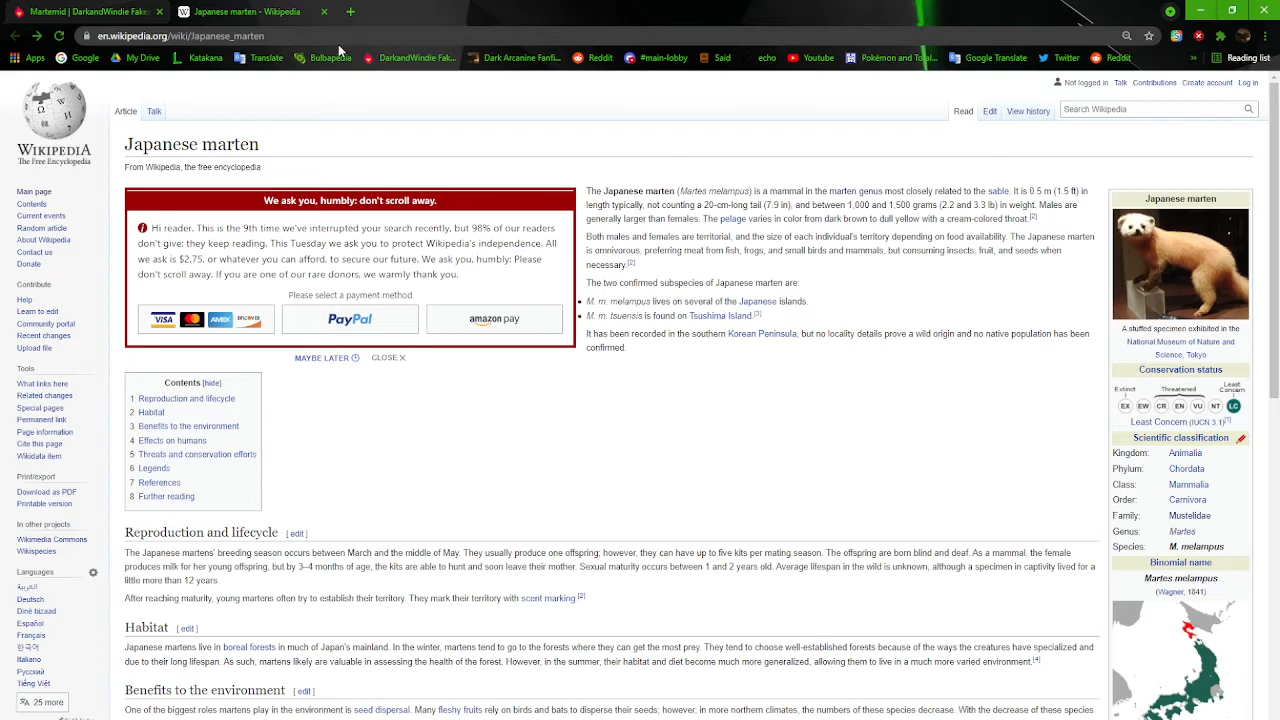 Martemid | DarkandWindie Fake
Japanese marten - Wikipedia
en.wikipedia.org/wiki/Japanese_marten
Apps Google My Drive Katakana Translate Bulbapedia DarkandWindie Fak... Dark Arcanine Fanfi... Reddit #main-lobby Said echo Youtube Pokémon and Total... Google Translate Twitter Reddit » Reading list
Not logged in Talk Contributions Create account Log in
Article Talk Read Edit View history Search Wikipedia
WIKIPEDIA
The Free Encyclopedia
Main page
Contents
Current events
Random article
About Wikipedia
Contact us
Donate
Contribute
Help
Learn to edit
Community portal
Recent changes
Upload file
Tools
What links here
Related changes
Special pages
Permanent link
Page information
Cite this page
Wikidata item
Print/export
Download as PDF
Printable version
In other projects
Wikimedia Commons
Wikispecies
Languages
العربية
Deutsch
Diné bizaad
Español
Français
한국어
Italiano
Русский
Tiếng Việt
25 more
Japanese marten
From Wikipedia, the free encyclopedia
We ask you, humbly: don't scroll away.
Hi reader. This is the 9th time we've interrupted your search recently, but 98% of our readers
don't give; they keep reading. This Tuesday we ask you to protect Wikipedia's independence. All
we ask is $2.75, or whatever you can afford, to secure our future. We ask you, humbly: Please
don't scroll away. If you are one of our rare donors, we warmly thank you.
Please select a payment method
VISA AMEX DISCOVER PayPal amazon pay
MAYBE LATER CLOSE
The Japanese marten (Martes melampus) is a mammal in the marten genus most closely related to the sable. It is 0.5 m (1.5 ft) in
length typically, not counting a 20-cm-long tail (7.9 in), and between 1,000 and 1,500 grams (2.2 and 3.3 lb) in weight. Males are
generally larger than females. The pelage varies in color from dark brown to dull yellow with a cream-colored throat.[2]
Both males and females are territorial, and the size of each individual's territory depending on food availability. The Japanese marten
is omnivorous, preferring meat from fish, frogs, and small birds and mammals, but consuming insects, fruit, and seeds when
necessary.[2]
The two confirmed subspecies of Japanese marten are:
M. m. melampus lives on several of the Japanese islands.
M. m. tsuensis is found on Tsushima Island.[3]
It has been recorded in the southern Korean Peninsula, but no locality details prove a wild origin and no native population has been
confirmed.
Contents [hide]
1 Reproduction and lifecycle
2 Habitat
3 Benefits to the environment
4 Effects on humans
5 Threats and conservation efforts
6 Legends
7 References
8 Further reading
Reproduction and lifecycle [ edit ]
The Japanese martens' breeding season occurs between March and the middle of May. They usually produce one offspring; however, they can have up to five kits per mating season. The offspring are born blind and deaf. As a mammal, the female
produces milk for her young offspring, but by 3–4 months of age, the kits are able to hunt and soon leave their mother. Sexual maturity occurs between 1 and 2 years old. Average lifespan in the wild is unknown, although a specimen in captivity lived for a
little more than 12 years.
After reaching maturity, young martens often try to establish their territory. They mark their territory with scent marking.[2]
Habitat [ edit ]
Japanese martens live in boreal forests in much of Japan's mainland. In the winter, martens tend to go to the forests where they can get the most prey. They tend to choose well-established forests because of the ways the creatures have specialized and
due to their long lifespan. As such, martens likely are valuable in assessing the health of the forest. However, in the summer, their habitat and diet become much more generalized, allowing them to live in a much more varied environment.[4]
Benefits to the environment [ edit ]
One of the biggest roles martens play in the environment is seed dispersal. Many fleshy fruits rely on birds and bats to disperse their seeds; however, in more northern climates, the numbers of these species decrease. With the decrease of these species
Japanese marten
A stuffed specimen exhibited in the
National Museum of Nature and
Science, Tokyo
Conservation status
Extinct Threatened Least Concern
EX EW CR EN VU NT LC
Least Concern (IUCN 3.1)[1]
Scientific classification
Kingdom: Animalia
Phylum: Chordata
Class: Mammalia
Order: Carnivora
Family: Mustelidae
Genus: Martes
Species: M. melampus
Binomial name
Martes melampus
(Wagner, 1841)